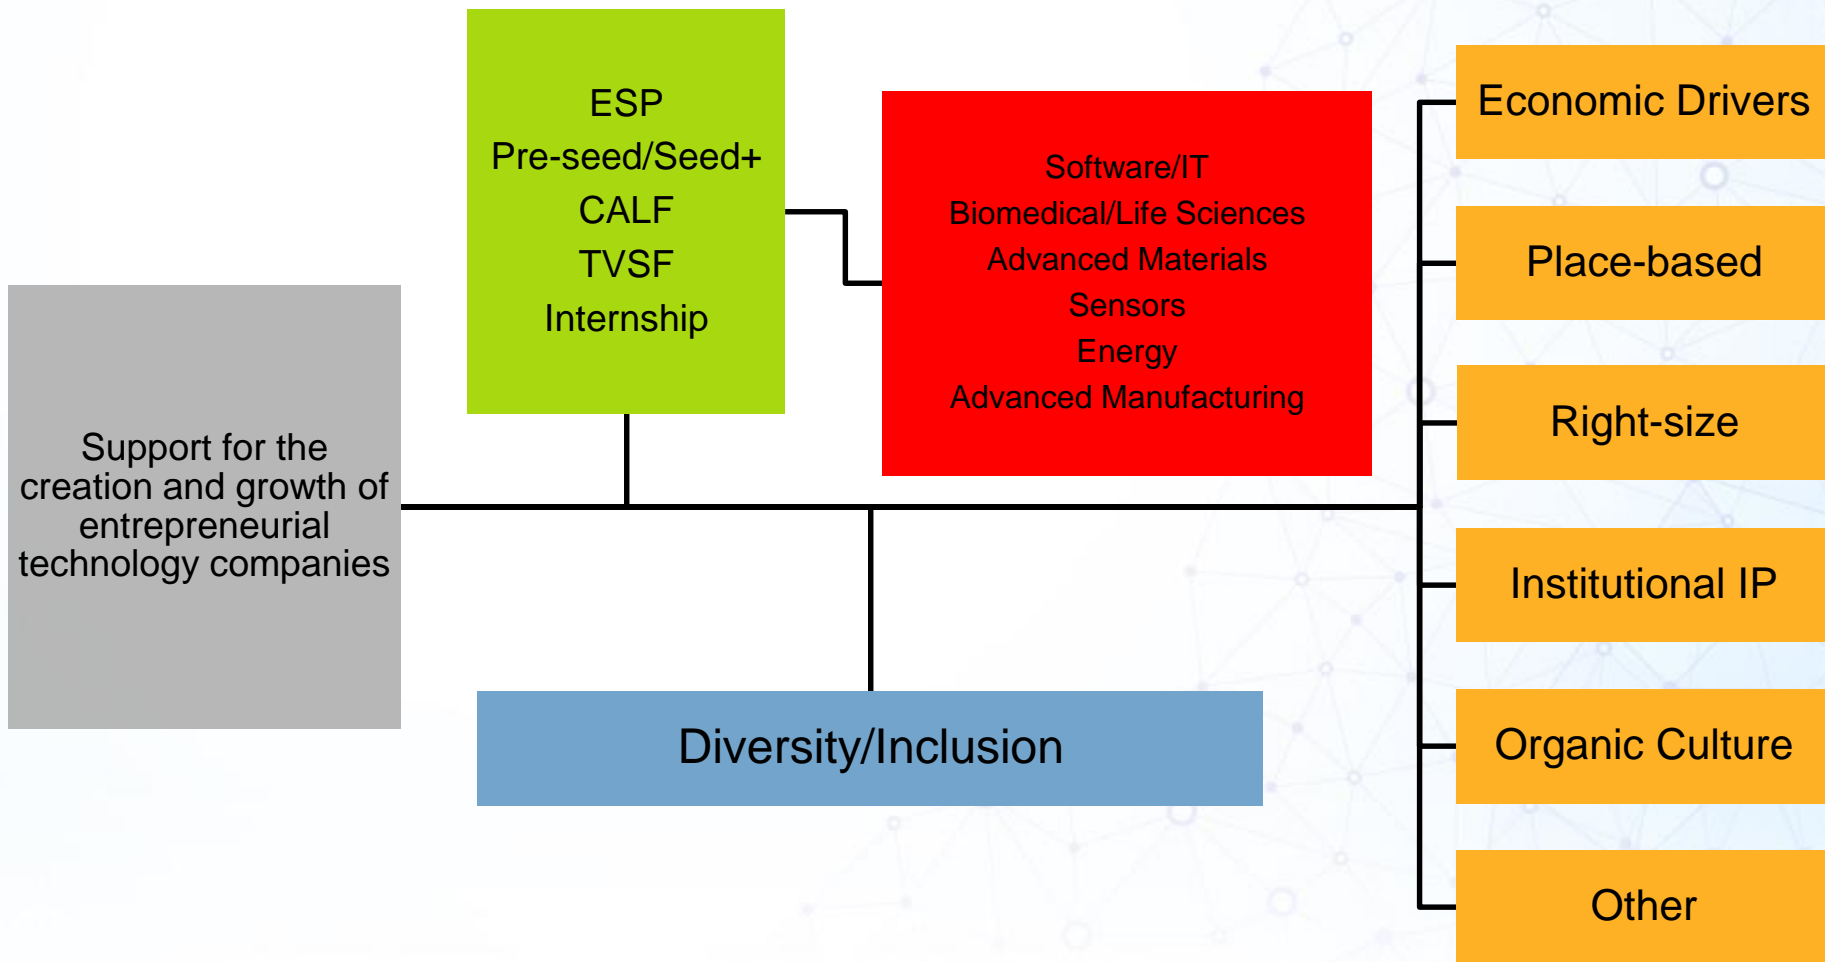 Support for the
creation and growth of
entrepreneurial
technology companies
ESP
Pre-seed/Seed+
CALF
TVSF
Internship
Software/IT
Biomedical/Life Sciences
Advanced Materials
Sensors
Energy
Advanced Manufacturing
Diversity/Inclusion
Economic Drivers
Place-based
Right-size
Institutional IP
Organic Culture
Other